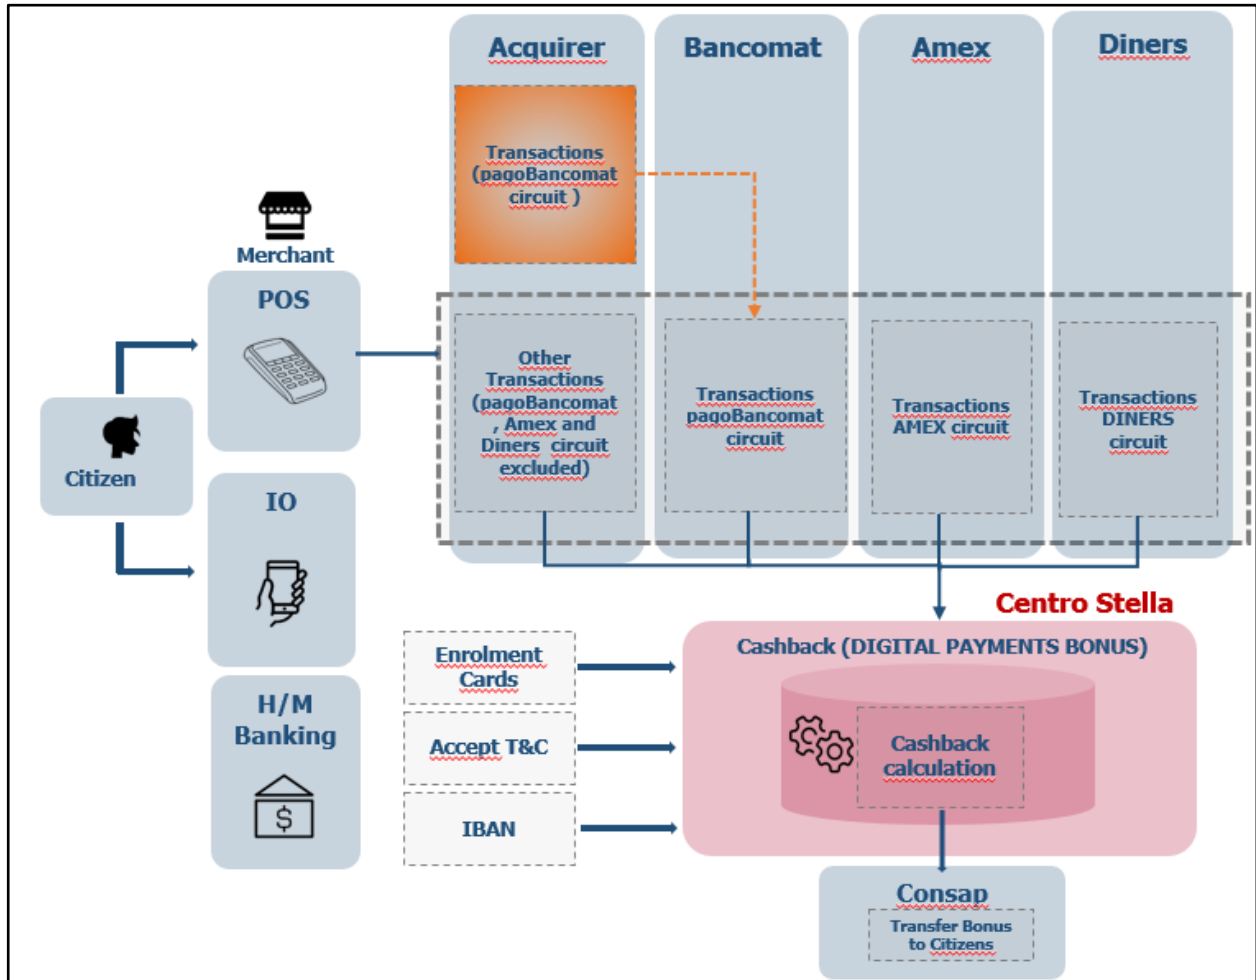 Acquirer
Bancomat
Amex
Diners
Transactions
(pagoBancomat
circuit )
Merchant
POS
Citizen
IO
H/M
Banking
$
Other
Transactions
(pagoBancomat
, Amex and
Diners circuit
excluded)
Transactions
pagoBancomat
circuit
Transactions
AMEX circuit
Transactions
DINERS
circuit
Centro Stella
Cashback (DIGITAL PAYMENTS BONUS)
Enrolment
Cards
Accept T&C
IBAN
Cashback
calculation
Consap
Transfer Bonus
to Citizens